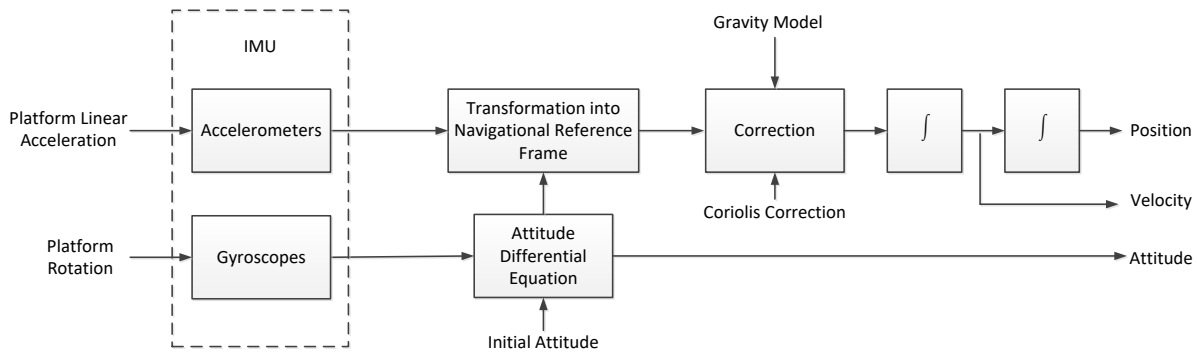 Gravity Model
IMU
Platform Linear
Acceleration
Accelerometers
Transformation into
Navigational Reference
Frame
Correction
∫
∫
Position
Coriolis Correction
Velocity
Platform
Rotation
Gyroscopes
Attitude
Differential
Equation
Attitude
Initial Attitude